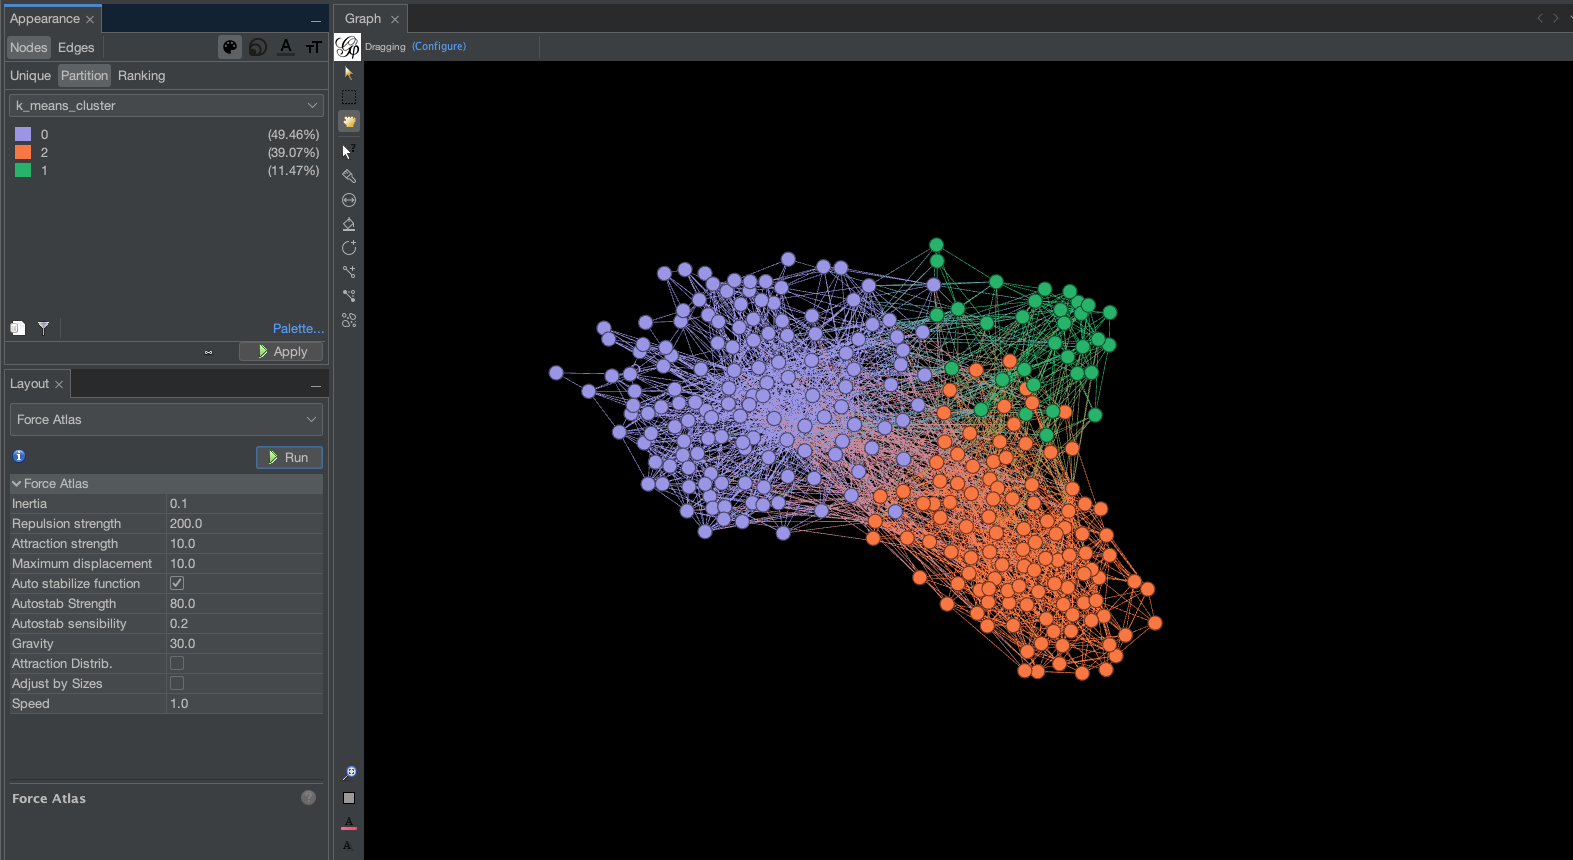 Appearance
Nodes Edges A TT
Unique Partition Ranking
k_means_cluster
0 (49.46%)
2 (39.07%)
1 (11.47%)
Palette...
Apply
Layout
Force Atlas
Run
Force Atlas
Inertia 0.1
Repulsion strength 200.0
Attraction strength 10.0
Maximum displacement 10.0
Auto stabilize function
Autostab Strength 80.0
Autostab sensibility 0.2
Gravity 30.0
Attraction Distrib.
Adjust by Sizes
Speed 1.0
Force Atlas ?
Graph
Dragging (Configure)
A
A